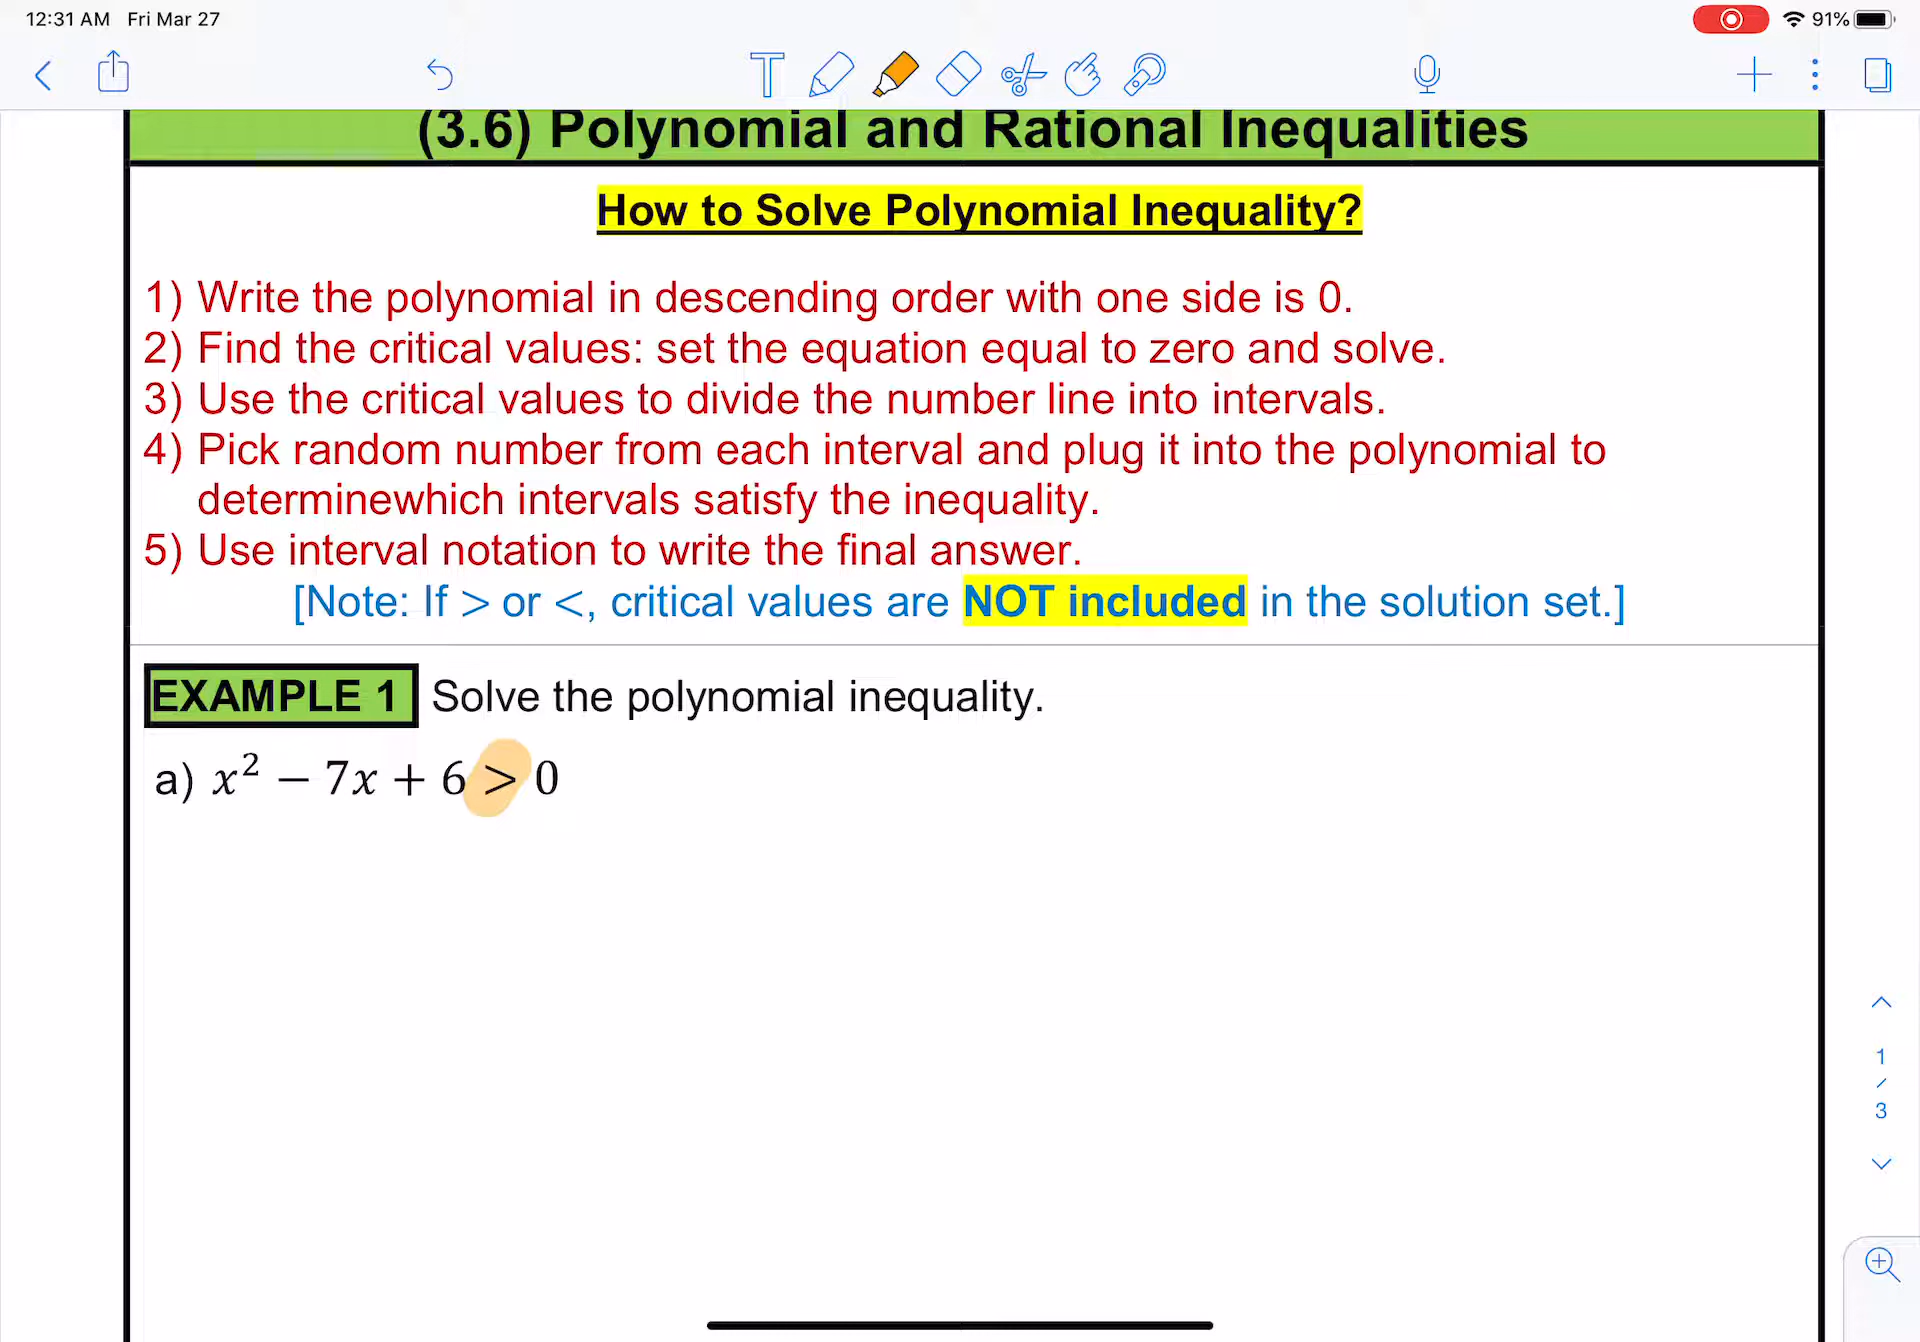 12:31 AM Fri Mar 27 91%
(3.6) Polynomial and Rational Inequalities
How to Solve Polynomial Inequality?
1) Write the polynomial in descending order with one side is 0.
2) Find the critical values: set the equation equal to zero and solve.
3) Use the critical values to divide the number line into intervals.
4) Pick random number from each interval and plug it into the polynomial to
determinewhich intervals satisfy the inequality.
5) Use interval notation to write the final answer.
[Note: If > or <, critical values are NOT included in the solution set.]
EXAMPLE 1 Solve the polynomial inequality.
a) x² − 7x + 6 > 0
1
/
3